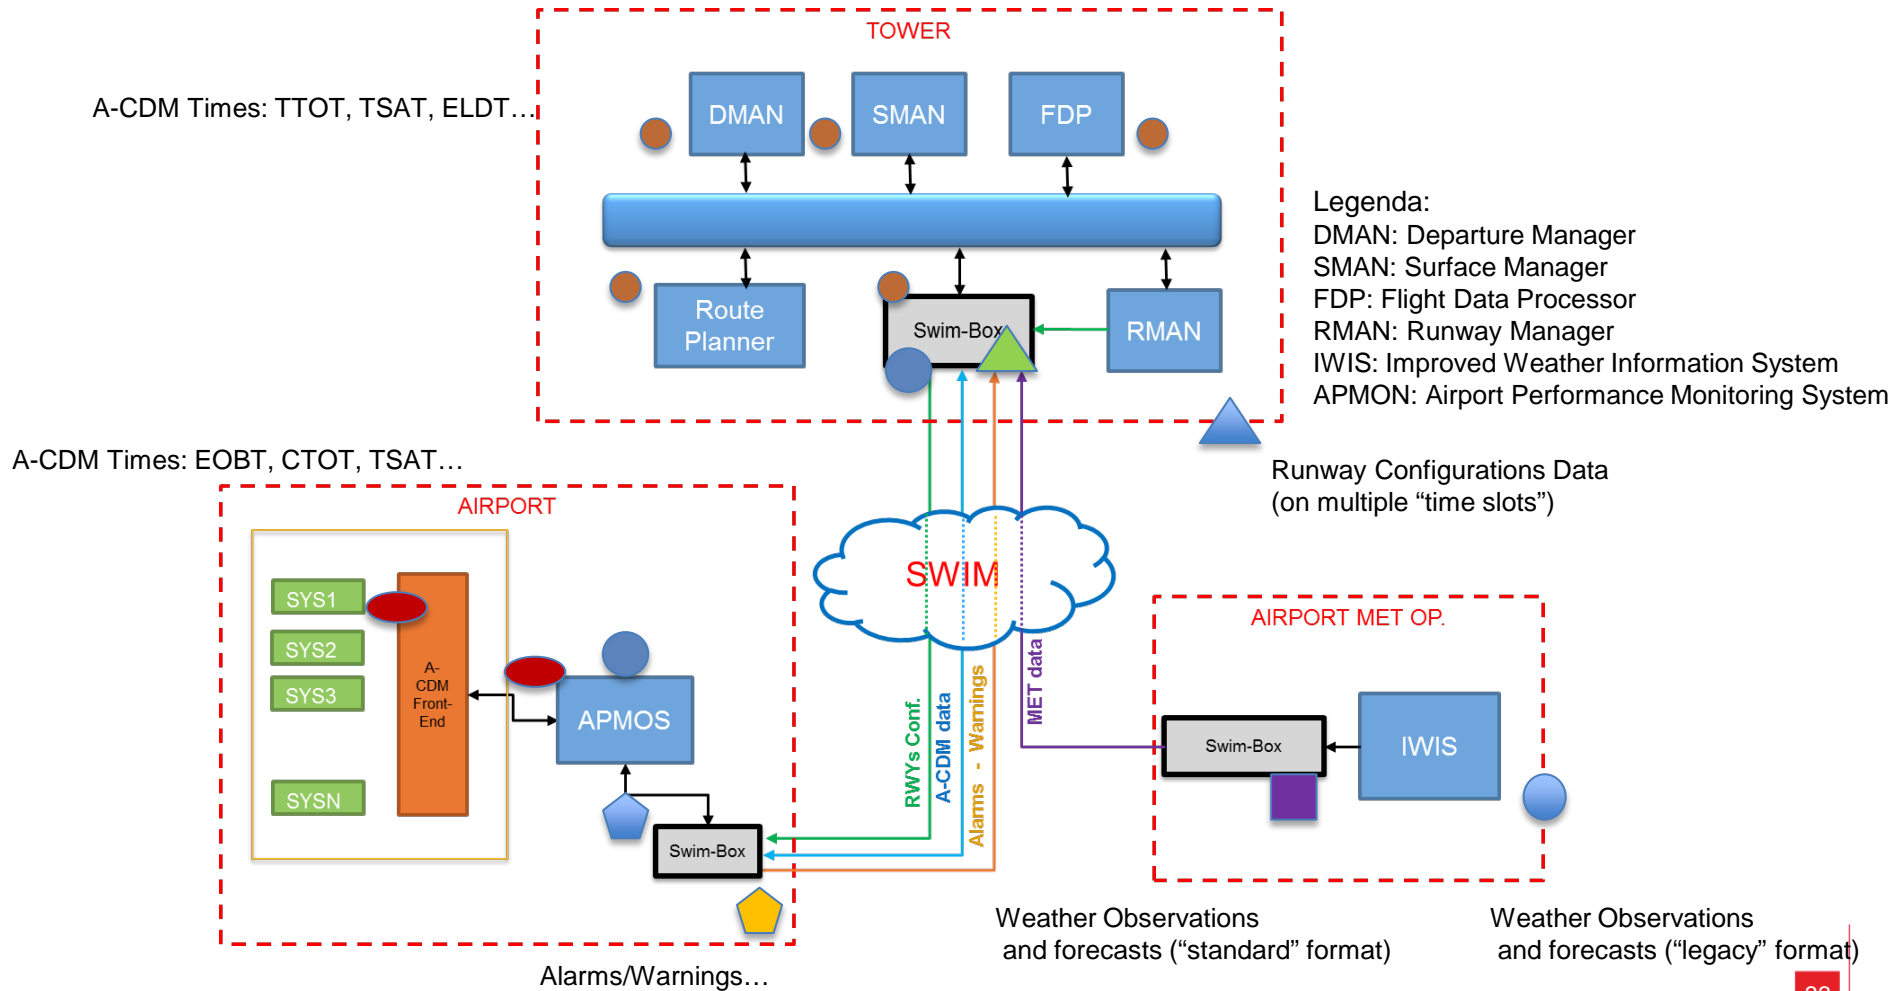 TOWER
A-CDM Times: TTOT, TSAT, ELDT…
DMAN
SMAN
FDP
Route
Planner
Swim-Box
RMAN
Legenda:
DMAN: Departure Manager
SMAN: Surface Manager
FDP: Flight Data Processor
RMAN: Runway Manager
IWIS: Improved Weather Information System
APMON: Airport Performance Monitoring System
Runway Configurations Data
(on multiple “time slots”)
A-CDM Times: EOBT, CTOT, TSAT…
AIRPORT
SYS1
SYS2
SYS3
SYSN
A-
CDM
Front-
End
APMOS
Swim-Box
SWIM
RWYs Conf.
A-CDM data
Alarms - Warnings
MET data
AIRPORT MET OP.
Swim-Box
IWIS
Weather Observations
and forecasts (“standard” format)
Weather Observations
and forecasts (“legacy” format)
Alarms/Warnings…